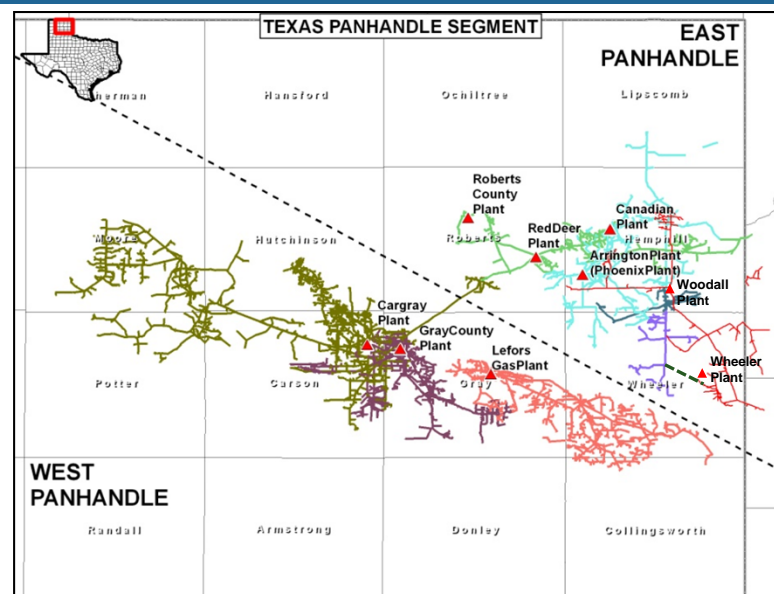 TEXAS PANHANDLE SEGMENT
EAST
PANHANDLE
herman
Hansford
Ochiltree
Lipscomb
Roberts
County
Plant
Canadian
Plant
RedDeer
Plant
Moore
Hutchinson
Roberts
Hemphill
ArringtonPlant
(PhoenixPlant)
Woodall
Plant
Cargray
Plant
GrayCounty
Plant
Lefors
GasPlant
Wheeler
Plant
Potter
Carson
Gray
Wheeler
WEST
PANHANDLE
Randall
Armstrong
Donley
Collingsworth